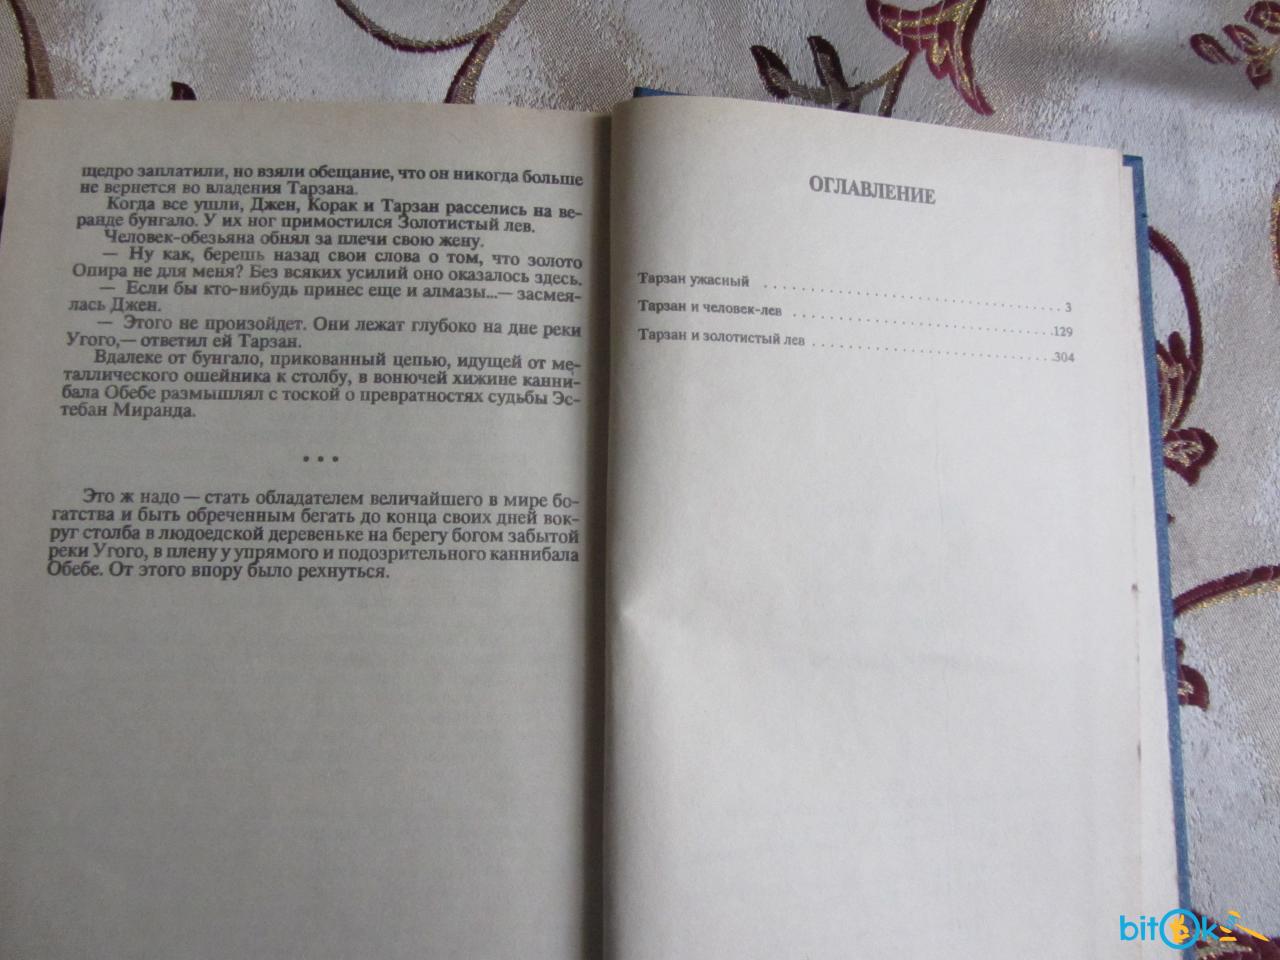 щедро заплатили, но взяли обещание, что он никогда больше
не вернется во владения Тарзана.
Когда все ушли, Джен, Корак и Тарзан расселись на ве-
ранде бунгало. У их ног примостился Золотистый лев.
Человек-обезьяна обнял за плечи свою жену.
— Ну как, берешь назад свои слова о том, что золото
Опира не для меня? Без всяких усилий оно оказалось здесь.
— Если бы кто-нибудь принес еще и алмазы...— засмея-
лась Джен.
— Этого не произойдет. Они лежат глубоко на дне реки
Угого,— ответил ей Тарзан.
Вдалеке от бунгало, прикованный цепью, идущей от ме-
таллического ошейника к столбу, в вонючей хижине канни-
бала Обебе размышлял с тоской о превратностях судьбы Эс-
тебан Миранда.
• • •
Это ж надо — стать обладателем величайшего в мире бо-
гатства и быть обреченным бегать до конца своих дней вок-
руг столба в людоедской деревеньке на берегу богом забытой
реки Угого, в плену у упрямого и подозрительного каннибала
Обебе. От этого впору было рехнуться.
ОГЛАВЛЕНИЕ
Тарзан ужасный . . . . . . . . . . . . . . . . . . . . . . . 3
Тарзан и человек-лев . . . . . . . . . . . . . . . . . . . . 129
Тарзан и золотистый лев . . . . . . . . . . . . . . . . . . 304
bitOk